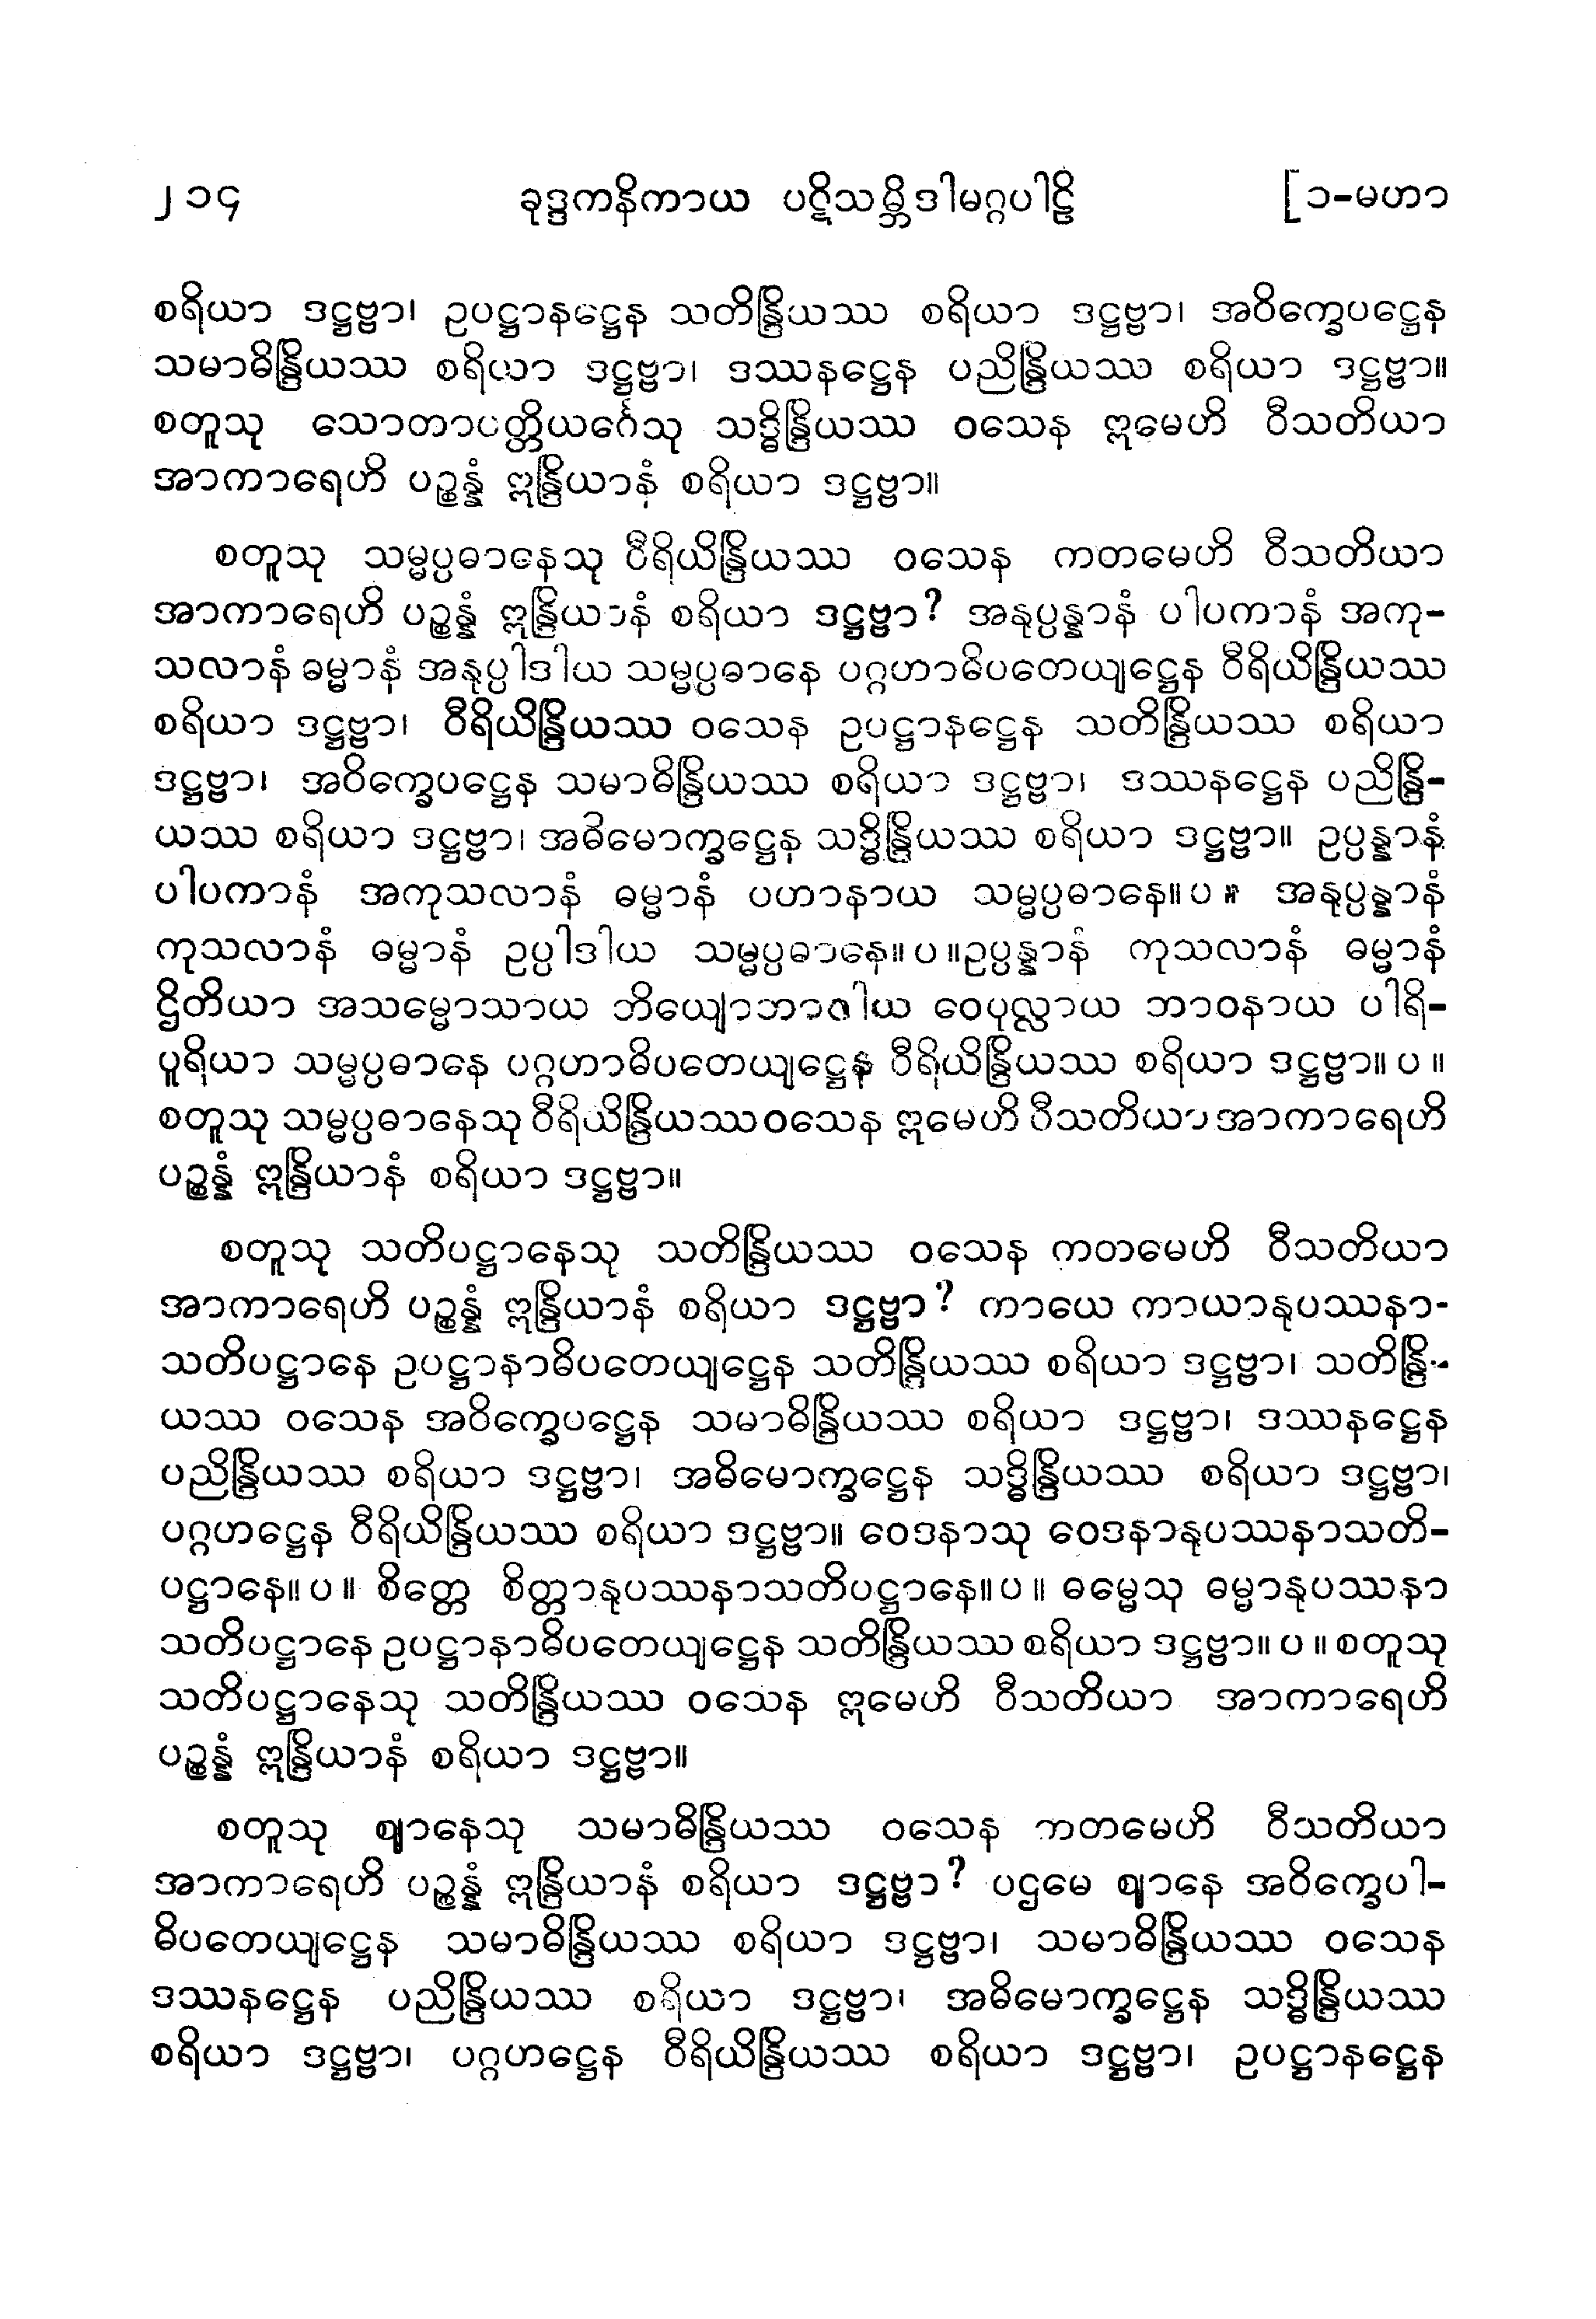 ၂၁၄ ခုဒ္ဒကနိကာယ ပဋိသမ္ဘိဒါမဂ္ဂပါဠိ [၁-မဟာ
စရိယာ ဒဋ္ဌဗ္ဗာ၊ ဥပဋ္ဌာနဋ္ဌေန သတိန္ဒြိယဿ စရိယာ ဒဋ္ဌဗ္ဗာ၊ အဝိက္ခေပဋ္ဌေန
သမာဓိန္ဒြိယဿ စရိယာ ဒဋ္ဌဗ္ဗာ၊ ဒဿနဋ္ဌေန ပညိန္ဒြိယဿ စရိယာ ဒဋ္ဌဗ္ဗာ။
စတူသု သောတာပတ္တိယင်္ဂေသု သဒ္ဓိန္ဒြိယဿ ဝသေန ဣမေဟိ ဝီသတိယာ
အာကာရေဟိ ပဉ္စန္နံ ဣန္ဒြိယာနံ စရိယာ ဒဋ္ဌဗ္ဗာ။
စတူသု သမ္မပ္ပဓာနေသု ဝီရိယိန္ဒြိယဿ ဝသေန ကတမေဟိ ဝီသတိယာ
အာကာရေဟိ ပဉ္စန္နံ ဣန္ဒြိယာနံ စရိယာ ဒဋ္ဌဗ္ဗာ? အနုပ္ပန္နာနံ ပါပကာနံ အကု-
သလာနံ ဓမ္မာနံ အနုပ္ပါဒါယ သမ္မပ္ပဓာနေ ပဂ္ဂဟာဓိပတေယျဋ္ဌေန ဝီရိယိန္ဒြိယဿ
စရိယာ ဒဋ္ဌဗ္ဗာ၊ ဝီရိယိန္ဒြိယဿ ဝသေန ဥပဋ္ဌာနဋ္ဌေန သတိန္ဒြိယဿ စရိယာ
ဒဋ္ဌဗ္ဗာ၊ အဝိက္ခေပဋ္ဌေန သမာဓိန္ဒြိယဿ စရိယာ ဒဋ္ဌဗ္ဗာ၊ ဒဿနဋ္ဌေန ပညိန္ဒြိ-
ယဿ စရိယာ ဒဋ္ဌဗ္ဗာ၊ အဓိမောက္ခဋ္ဌေန သဒ္ဓိန္ဒြိယဿ စရိယာ ဒဋ္ဌဗ္ဗာ။ ဥပ္ပန္နာနံ
ပါပကာနံ အကုသလာနံ ဓမ္မာနံ ပဟာနာယ သမ္မပ္ပဓာနေ။ ပ ။ အနုပ္ပန္နာနံ
ကုသလာနံ ဓမ္မာနံ ဥပ္ပါဒါယ သမ္မပ္ပဓာနေ။ ပ ။ဥပ္ပန္နာနံ ကုသလာနံ ဓမ္မာနံ
ဌိတိယာ အသမ္မောသာယ ဘိယျောဘာဝါယ ဝေပုလ္လာယ ဘာဝနာယ ပါရိ-
ပူရိယာ သမ္မပ္ပဓာနေ ပဂ္ဂဟာဓိပတေယျဋ္ဌေန ဝီရိယိန္ဒြိယဿ စရိယာ ဒဋ္ဌဗ္ဗာ။ ပ ။
စတူသု သမ္မပ္ပဓာနေသု ဝီရိယိန္ဒြိယဿ ဝသေန ဣမေဟိ ဝီသတိယာ အာကာရေဟိ
ပဉ္စန္နံ ဣန္ဒြိယာနံ စရိယာ ဒဋ္ဌဗ္ဗာ။
စတူသု သတိပဋ္ဌာနေသု သတိန္ဒြိယဿ ဝသေန ကတမေဟိ ဝီသတိယာ
အာကာရေဟိ ပဉ္စန္နံ ဣန္ဒြိယာနံ စရိယာ ဒဋ္ဌဗ္ဗာ? ကာယေ ကာယာနုပဿနာ-
သတိပဋ္ဌာနေ ဥပဋ္ဌာနာဓိပတေယျဋ္ဌေန သတိန္ဒြိယဿ စရိယာ ဒဋ္ဌဗ္ဗာ၊ သတိန္ဒြိ-
ယဿ ဝသေန အဝိက္ခေပဋ္ဌေန သမာဓိန္ဒြိယဿ စရိယာ ဒဋ္ဌဗ္ဗာ၊ ဒဿနဋ္ဌေန
ပညိန္ဒြိယဿ စရိယာ ဒဋ္ဌဗ္ဗာ၊ အဓိမောက္ခဋ္ဌေန သဒ္ဓိန္ဒြိယဿ စရိယာ ဒဋ္ဌဗ္ဗာ၊
ပဂ္ဂဟဋ္ဌေန ဝီရိယိန္ဒြိယဿ စရိယာ ဒဋ္ဌဗ္ဗာ။ ဝေဒနာသု ဝေဒနာနုပဿနာသတိ-
ပဋ္ဌာနေ။ ပ ။ စိတ္တေ စိတ္တာနုပဿနာသတိပဋ္ဌာနေ။ ပ ။ ဓမ္မေသု ဓမ္မာနုပဿနာ
သတိပဋ္ဌာနေ ဥပဋ္ဌာနာဓိပတေယျဋ္ဌေန သတိန္ဒြိယဿ စရိယာ ဒဋ္ဌဗ္ဗာ။ ပ ။ စတူသု
သတိပဋ္ဌာနေသု သတိန္ဒြိယဿ ဝသေန ဣမေဟိ ဝီသတိယာ အာကာရေဟိ
ပဉ္စန္နံ ဣန္ဒြိယာနံ စရိယာ ဒဋ္ဌဗ္ဗာ။
စတူသု ဈာနေသု သမာဓိန္ဒြိယဿ ဝသေန ကတမေဟိ ဝီသတိယာ
အာကာရေဟိ ပဉ္စန္နံ ဣန္ဒြိယာနံ စရိယာ ဒဋ္ဌဗ္ဗာ? ပဌမေ ဈာနေ အဝိက္ခေပါ-
ဓိပတေယျဋ္ဌေန သမာဓိန္ဒြိယဿ စရိယာ ဒဋ္ဌဗ္ဗာ၊ သမာဓိန္ဒြိယဿ ဝသေန
ဒဿနဋ္ဌေန ပညိန္ဒြိယဿ စရိယာ ဒဋ္ဌဗ္ဗာ၊ အဓိမောက္ခဋ္ဌေန သဒ္ဓိန္ဒြိယဿ
စရိယာ ဒဋ္ဌဗ္ဗာ၊ ပဂ္ဂဟဋ္ဌေန ဝီရိယိန္ဒြိယဿ စရိယာ ဒဋ္ဌဗ္ဗာ၊ ဥပဋ္ဌာနဋ္ဌေန